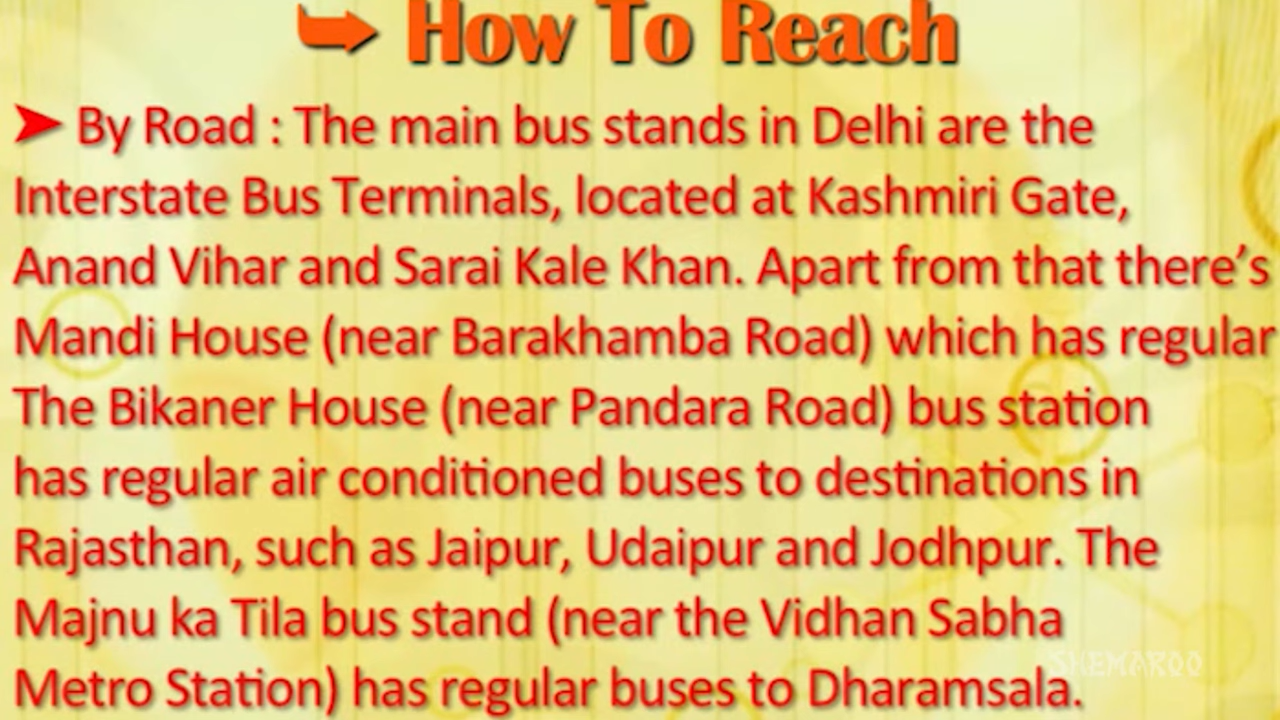 How To Reach
➤ By Road : The main bus stands in Delhi are the
Interstate Bus Terminals, located at Kashmiri Gate,
Anand Vihar and Sarai Kale Khan. Apart from that there’s
Mandi House (near Barakhamba Road) which has regular
The Bikaner House (near Pandara Road) bus station
has regular air conditioned buses to destinations in
Rajasthan, such as Jaipur, Udaipur and Jodhpur. The
Majnu ka Tila bus stand (near the Vidhan Sabha
Metro Station) has regular buses to Dharamsala.
SHEMAROO